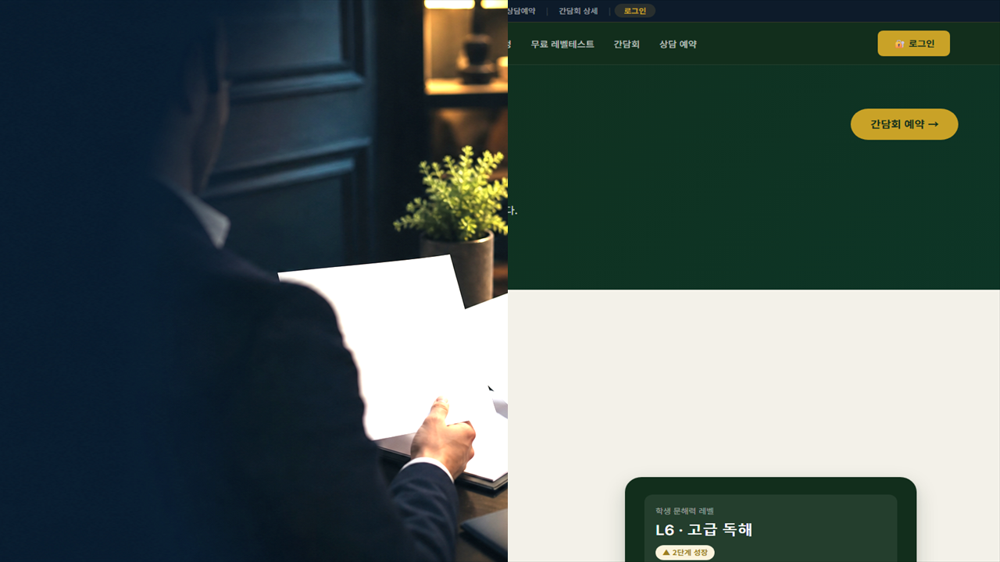 상담예약 | 간담회 상세 | 로그인
무료 레벨테스트 간담회 상담 예약 로그인
간담회 예약 →
다.
학생 문해력 레벨
L6 · 고급 독해
▲ 2단계 성장